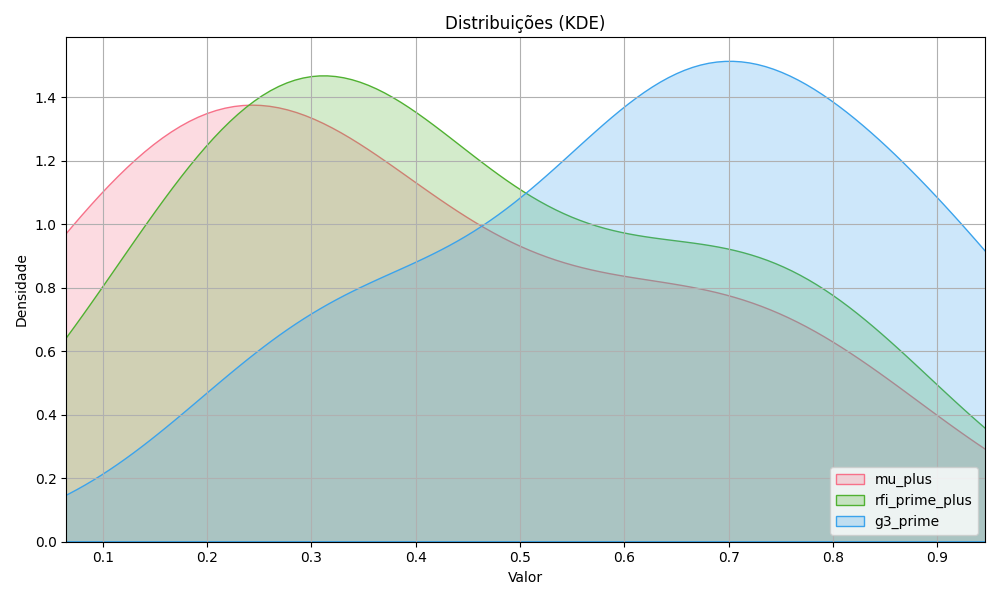 Distribuições (KDE)
Densidade
1.4
1.2
1.0
0.8
0.6
0.4
0.2
0.0
0.1 0.2 0.3 0.4 0.5 0.6 0.7 0.8 0.9
Valor
mu_plus
rfi_prime_plus
g3_prime